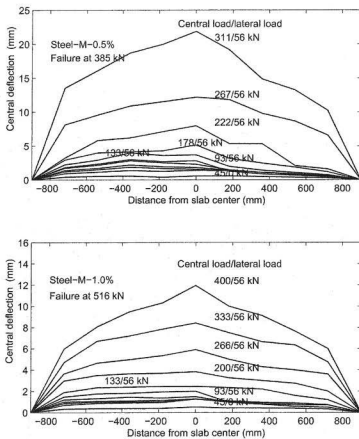 Central deflection (mm)
25
20
15
10
5
0
Steel-M-0.5%
Failure at 385 kN
Central load/lateral load
311/56 kN
267/56 kN
222/56 kN
178/56 kN
133/56 kN
93/56 kN
45/0 kN
-800 -600 -400 -200 0 200 400 600 800
Distance from slab center (mm)
Central deflection (mm)
16
14
12
10
8
6
4
2
0
Steel-M-1.0%
Failure at 516 kN
Central load/lateral load
400/56 kN
333/56 kN
266/56 kN
200/56 kN
133/56 kN
93/56 kN
45/0 kN
-800 -600 -400 -200 0 200 400 600 800
Distance from slab center (mm)